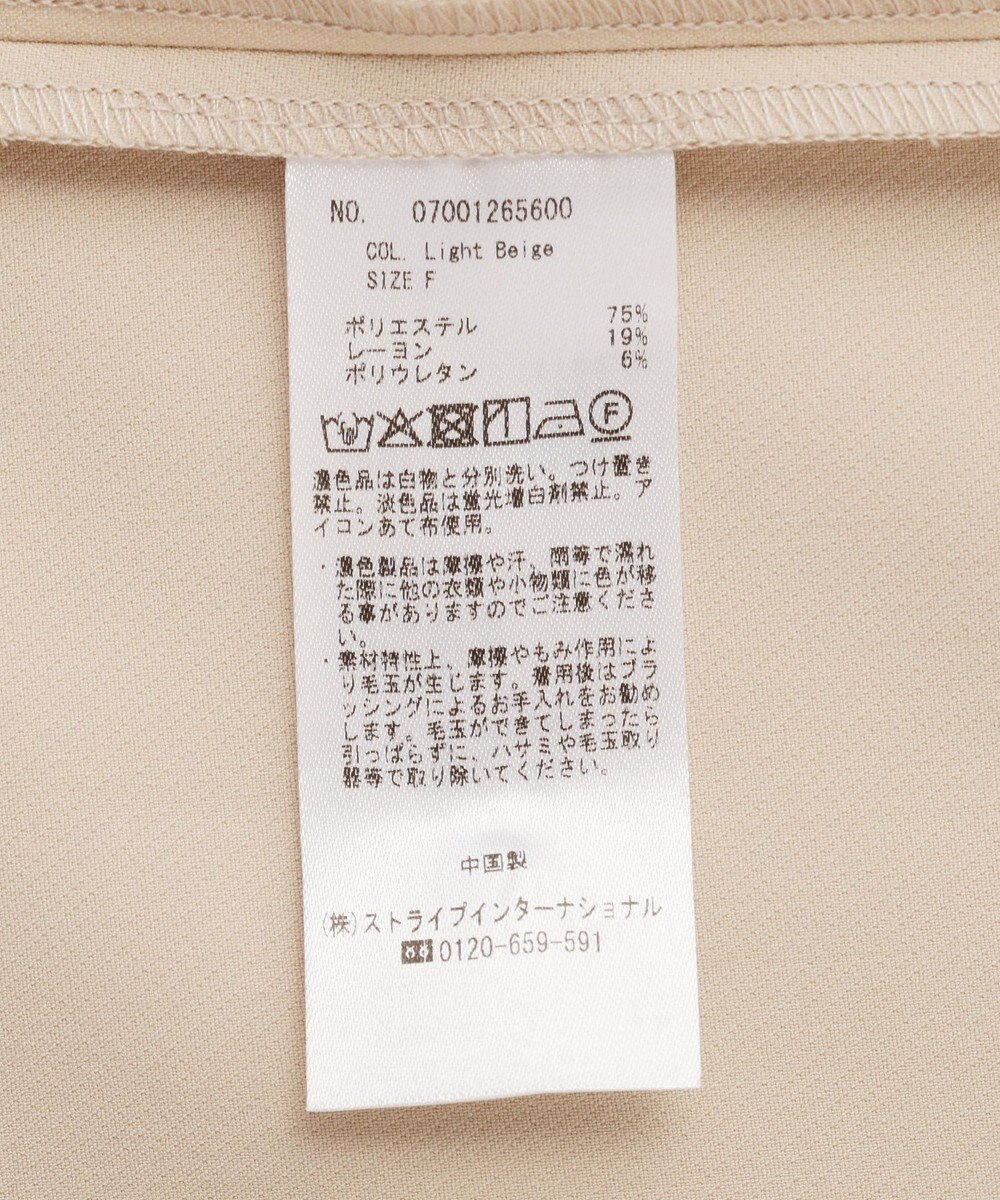 NO. 07001265600
COL. Light Beige
SIZE F
ポリエステル 75%
レーヨン 19%
ポリウレタン 6%
F
濃色品は白物と分別洗い。つけ置き
禁止。淡色品は蛍光増白剤禁止。ア
イロンあて布使用。
・濃色製品は摩擦や汗、雨等で濡れ
た際に他の衣類や小物類に色が移
る事がありますのでご注意くださ
い。
・素材特性上、摩擦やもみ作用によ
り毛玉が生じます。着用後はブラ
ッシングによるお手入れをお勧め
します。毛玉ができてしまったら
引っぱらずに、ハサミや毛玉取り
器等で取り除いてください。
中国製
(株)ストライプインターナショナル
0120-659-591